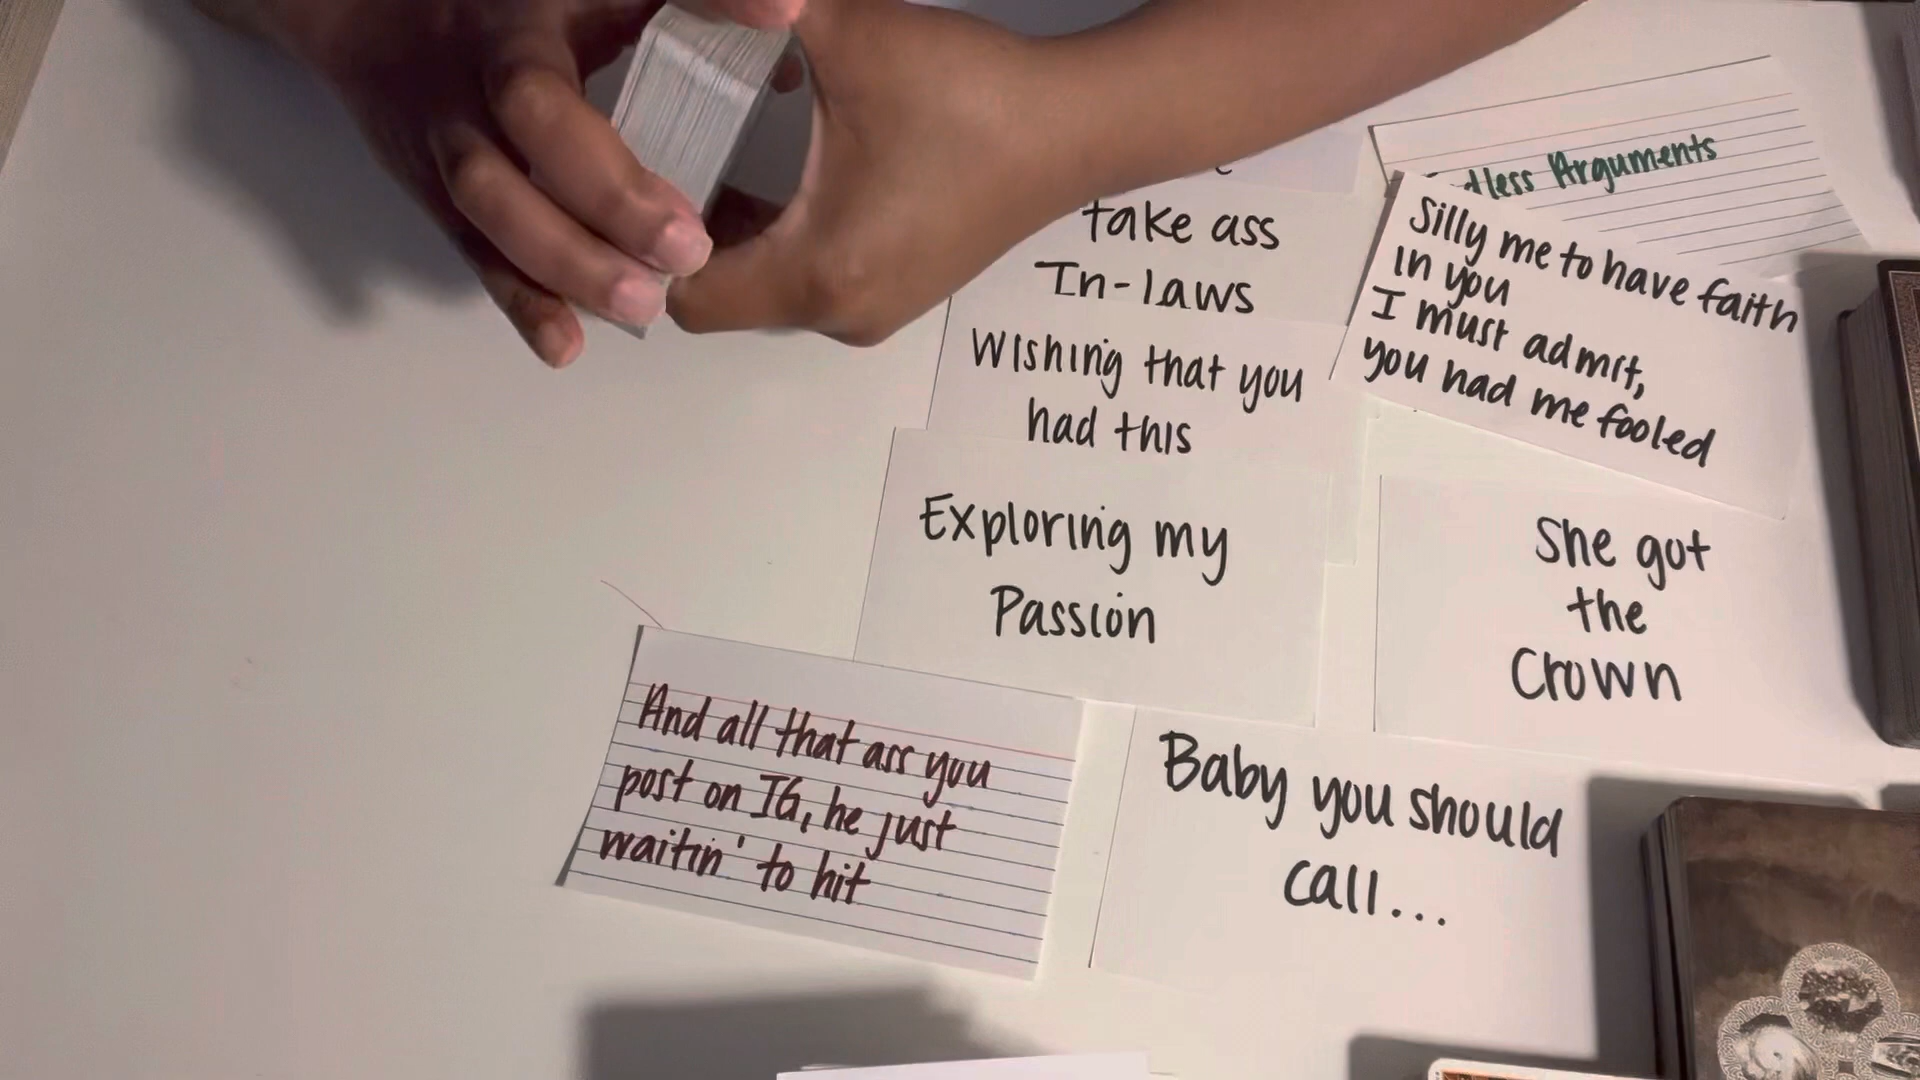 take ass
In-laws
Wishing that you
had this
Exploring my
Passion
Arguments
Silly me to have faith
in you
I must admit,
you had me fooled
She got
the
Crown
And all that ass you
post on IG, he just
waitin' to hit
Baby you should
call...